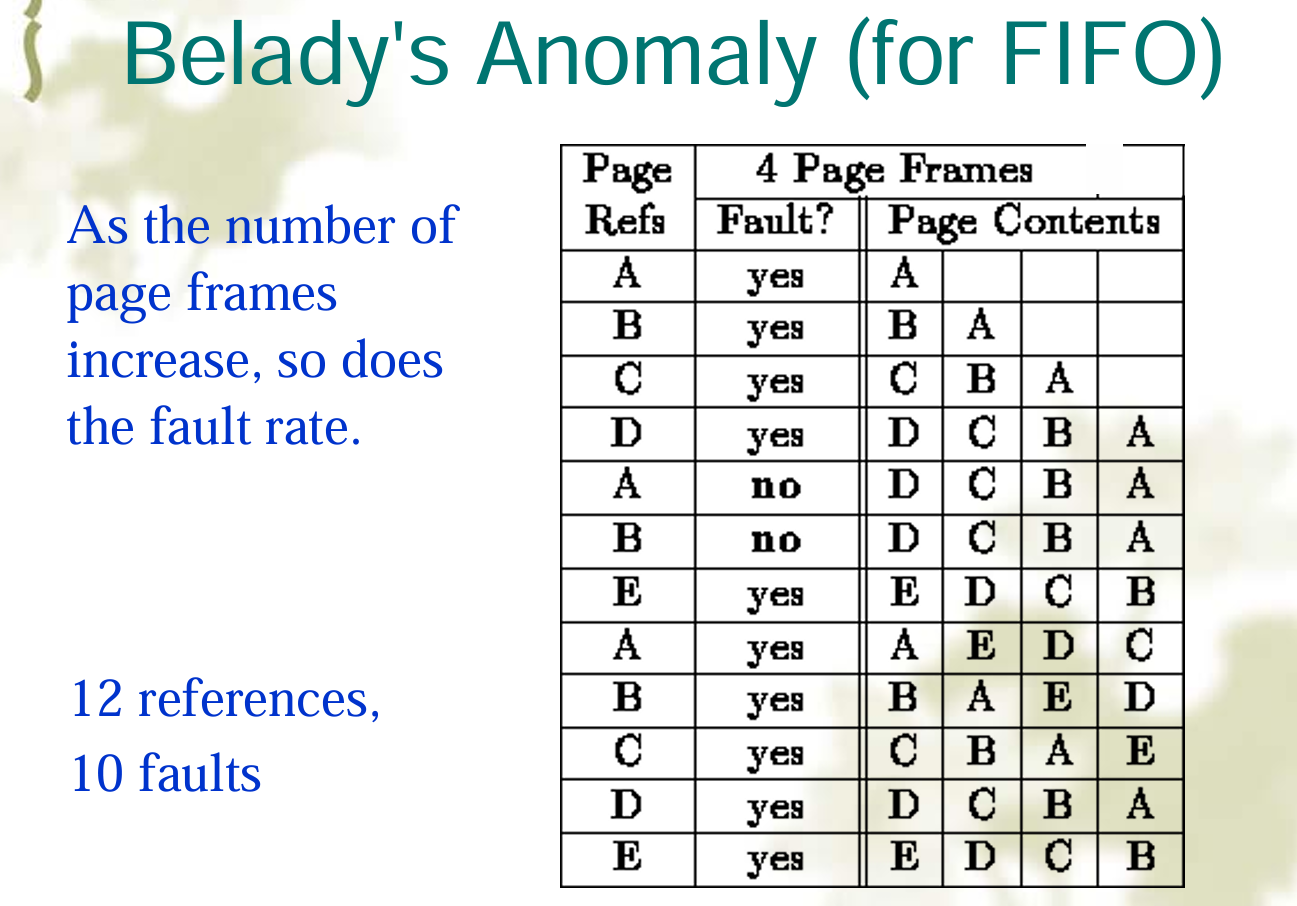 Belady's Anomaly (for FIFO)
As the number of
page frames
increase, so does
the fault rate.
12 references,
10 faults
Page 4 Page Frames
Refs Fault? Page Contents
A yes A
B yes B A
C yes C B A
D yes D C B A
A no D C B A
B no D C B A
E yes E D C B
A yes A E D C
B yes B A E D
C yes C B A E
D yes D C B A
E yes E D C B